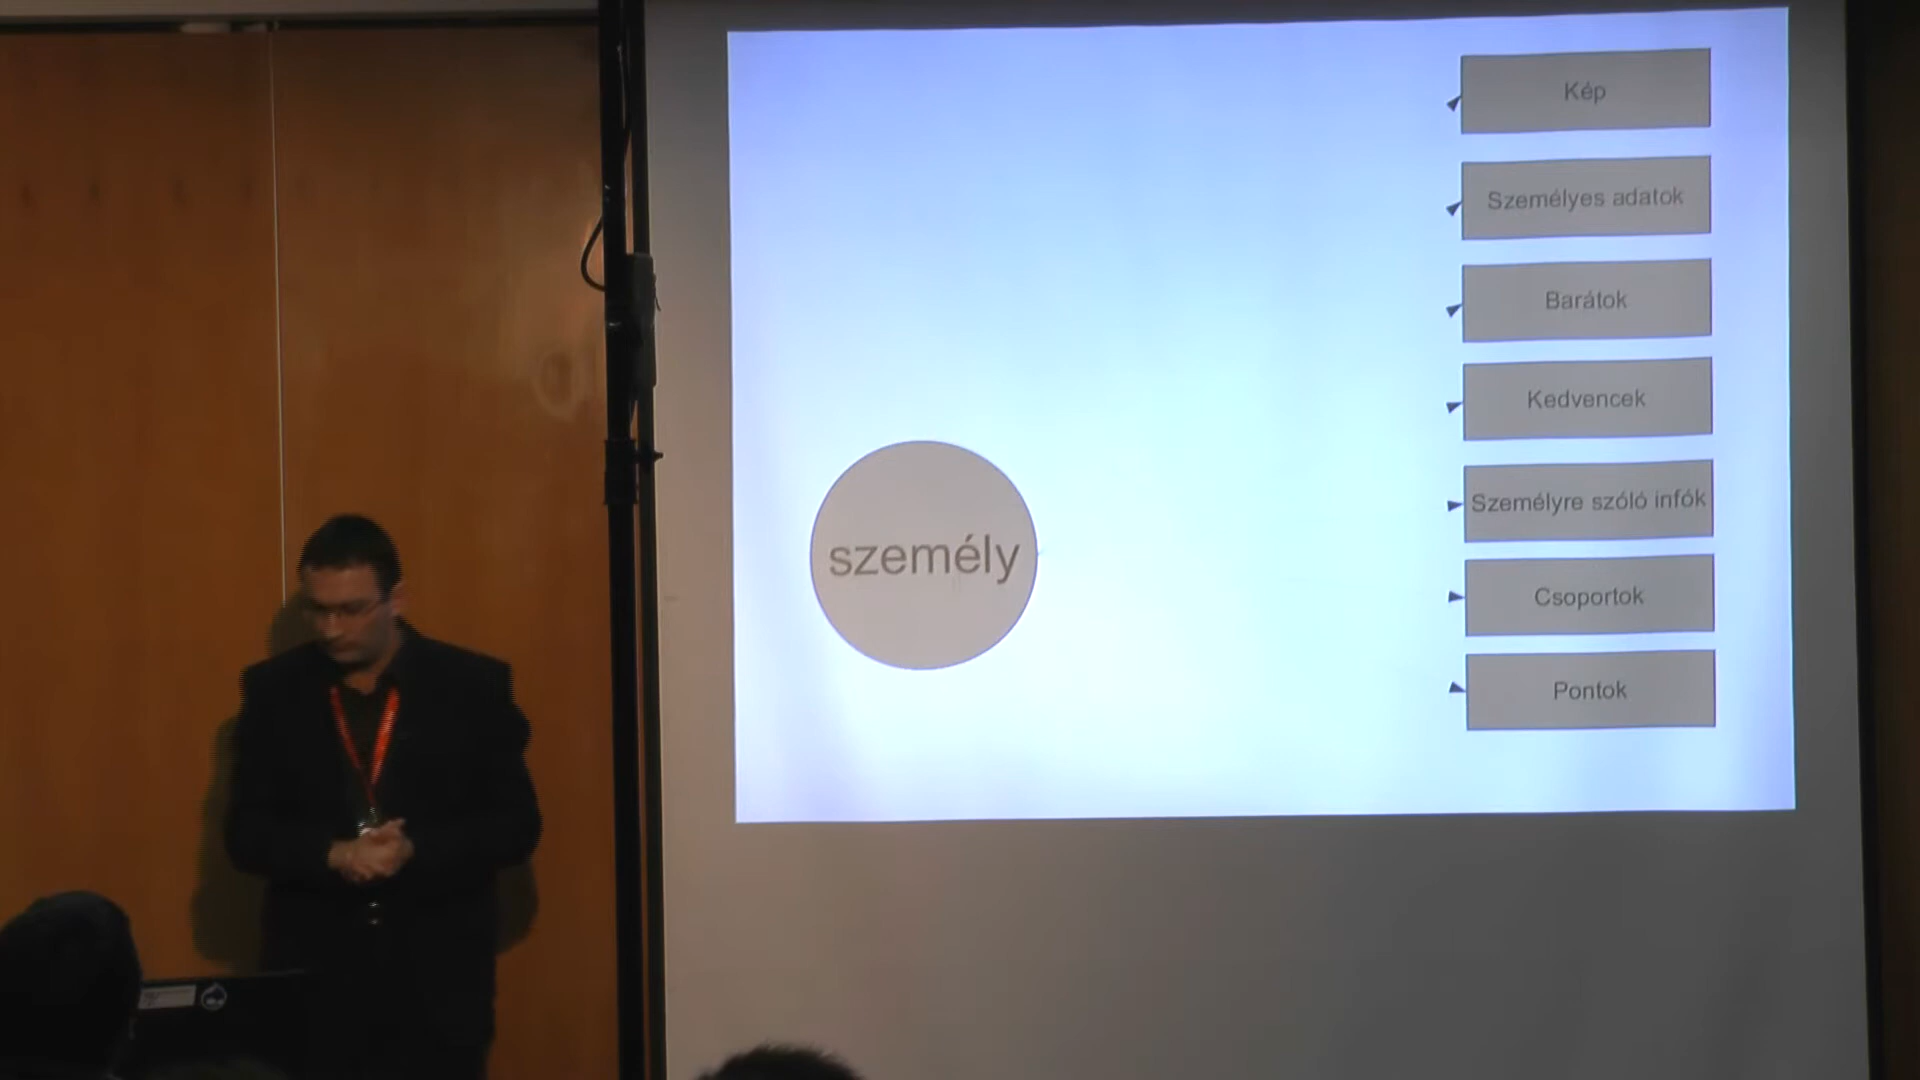 Kép
Személyes adatok
Barátok
Kedvencek
személy
Személyre szóló infók
Csoportok
Pontok